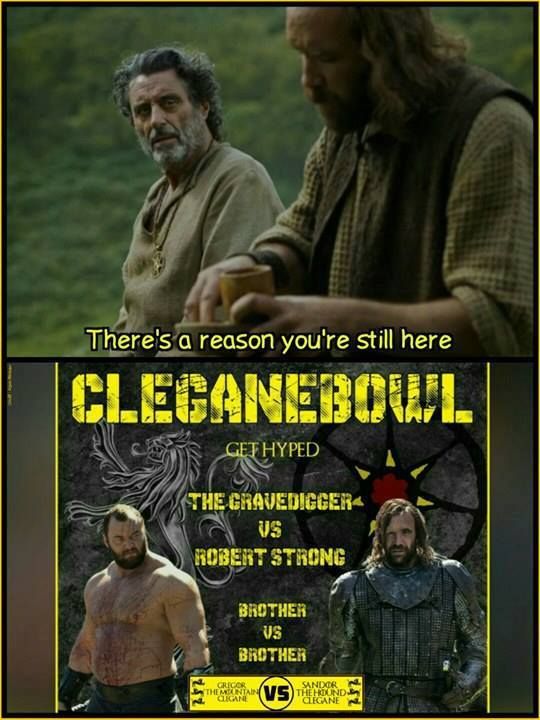 There's a reason you're still here
CLEGANEBOWL
GET HYPED
THE GRAVEDIGGER
VS
ROBERT STRONG
BROTHER
VS
BROTHER
GREGOR
THE MOUNTAIN
CLEGANE
VS
SANDOR
THE HOUND
CLEGANE